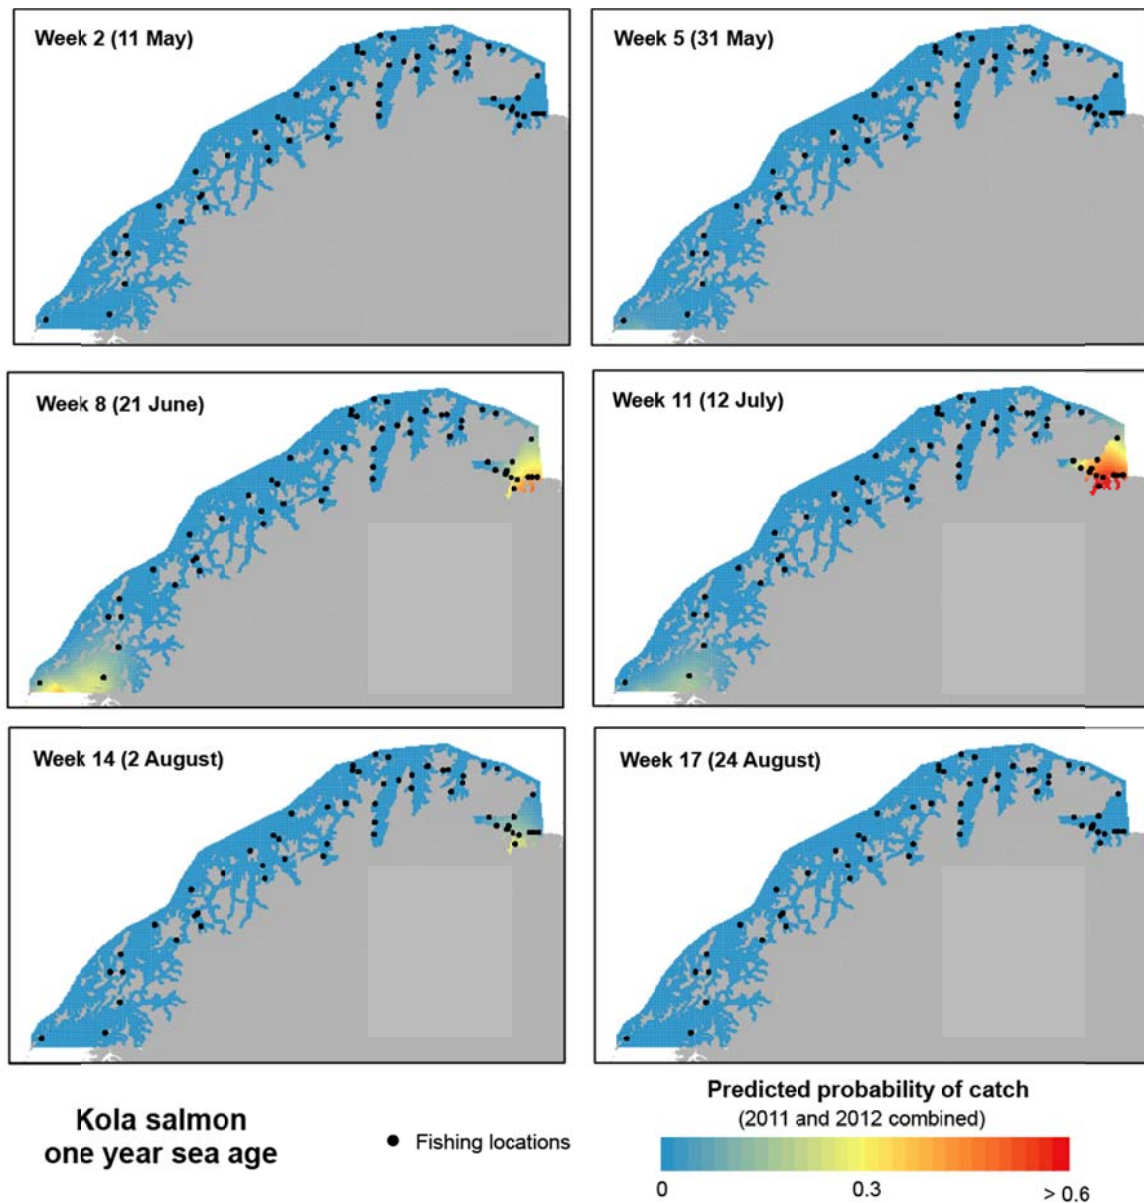 Week 2 (11 May)
Week 5 (31 May)
Week 8 (21 June)
Week 11 (12 July)
Week 14 (2 August)
Week 17 (24 August)
Kola salmon
one year sea age
Fishing locations
Predicted probability of catch
(2011 and 2012 combined)
0 0.3 > 0.6